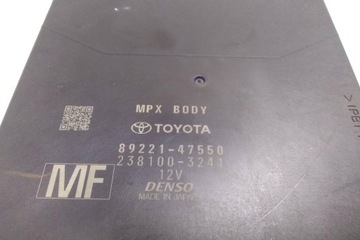 MPX BODY
TOYOTA
89221-47550
238100-3241
12V
MF
DENSO
MADE IN JAPAN